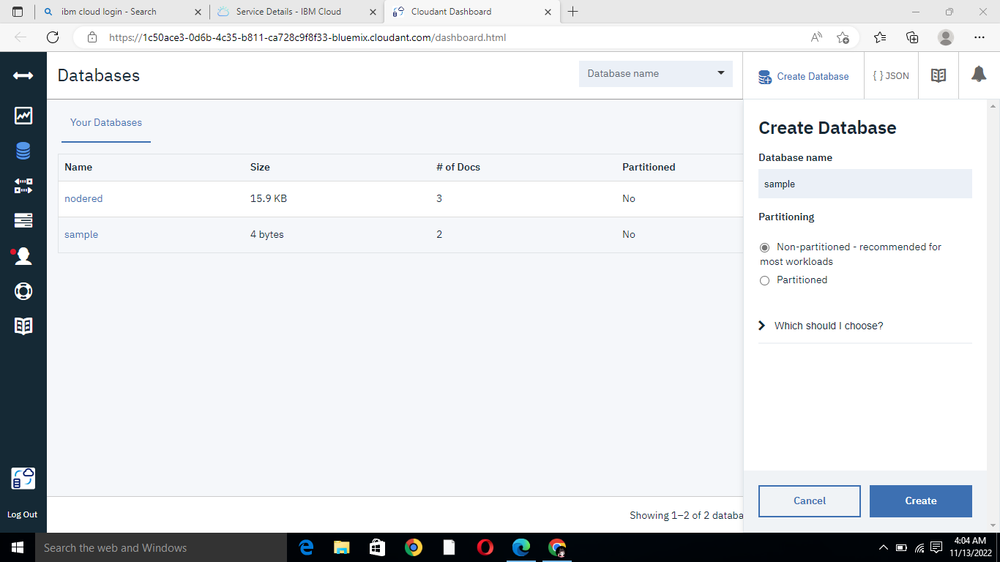 ibm cloud login - Search
Service Details - IBM Cloud
Cloudant Dashboard
https://1c50ace3-0d6b-4c35-b811-ca728c9f8f33-bluemix.cloudant.com/dashboard.html
Databases
Database name
Create Database
{ } JSON
Your Databases
Name Size # of Docs Partitioned
nodered 15.9 KB 3 No
sample 4 bytes 2 No
Showing 1–2 of 2 databa
Create Database
Database name
sample
Partitioning
Non-partitioned - recommended for
most workloads
Partitioned
Which should I choose?
Cancel
Create
Log Out
Search the web and Windows
4:04 AM
11/13/2022